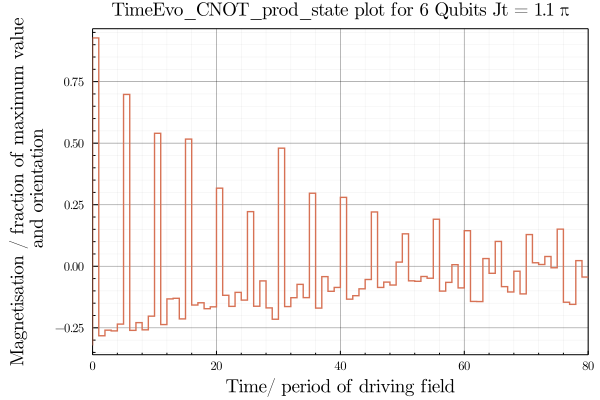 TimeEvo_CNOT_prod_state plot for 6 Qubits Jt = 1.1 π
Magnetisation / fraction of maximum value
and orientation
0.75
0.50
0.25
0.00
−0.25
0 20 40 60 80
Time/ period of driving field